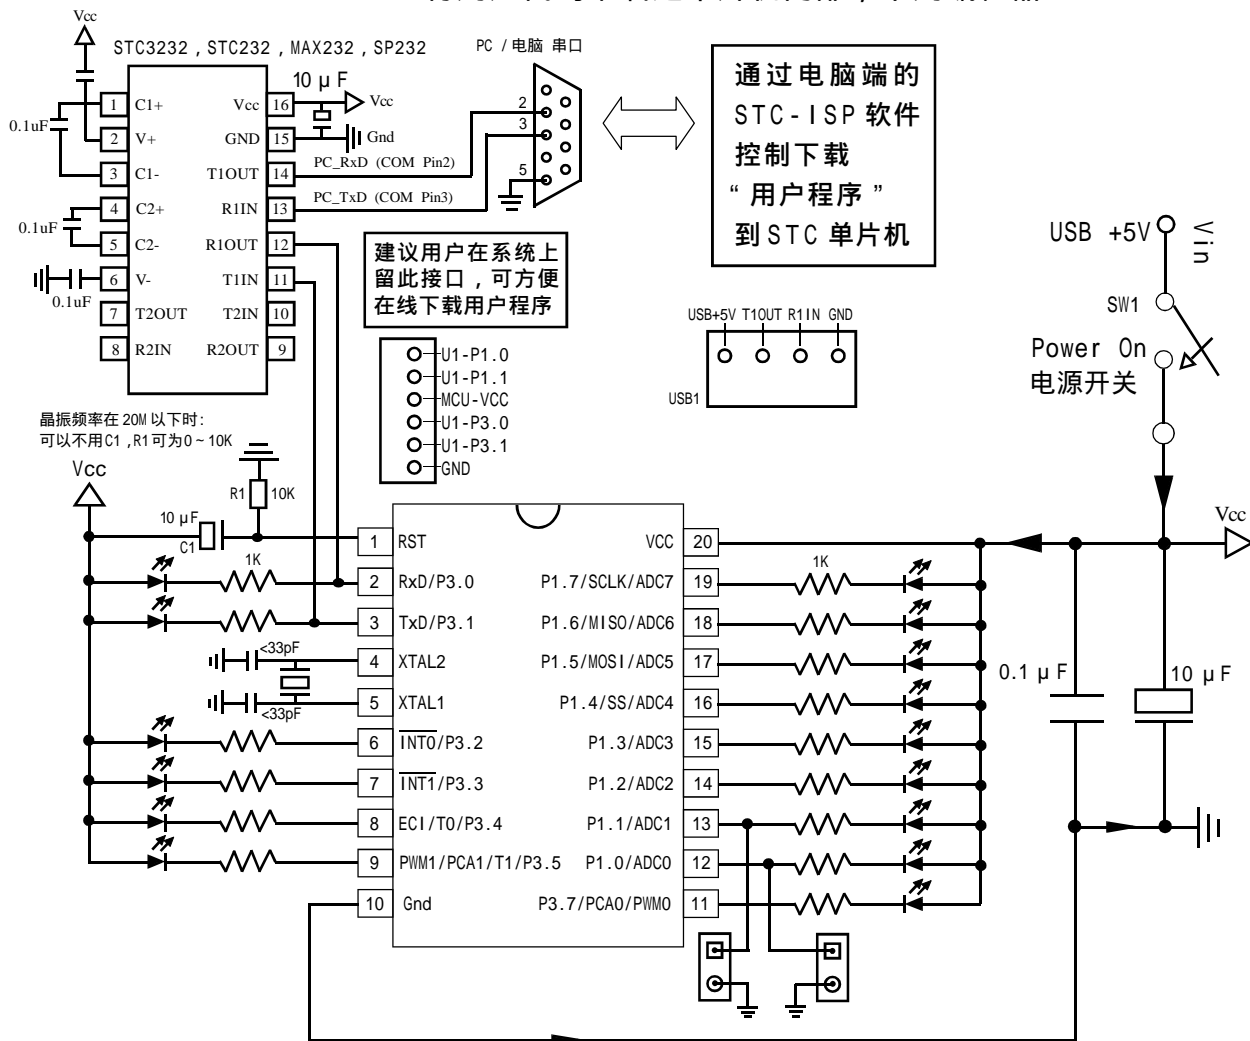 Vcc
STC3232 , STC232 , MAX232 , SP232
10 μF
1 C1+ Vcc 16 Vcc
0.1uF
2 V+ GND 15 Gnd
3 C1- T1OUT 14
4 C2+ R1IN 13
0.1uF
5 C2- R1OUT 12
6 V- T1IN 11
0.1uF
7 T2OUT T2IN 10
8 R2IN R2OUT 9
PC_RxD (COM Pin2)
PC_TxD (COM Pin3)
PC / 电脑 串口
2
3
5
通过电脑端的
STC-ISP 软件
控制下载
“用户程序”
到STC 单片机
建议用户在系统上
留此接口，可方便
在线下载用户程序
U1-P1.0
U1-P1.1
MCU-VCC
U1-P3.0
U1-P3.1
GND
USB+5V T1OUT R1IN GND
USB1
USB +5V
Vin
SW1
Power On
电源开关
晶振频率在 20M 以下时:
可以不用C1 ,R1可为0~10K
Vcc
R1 10K
10 μF
C1
1K
<33pF
<33pF
1 RST VCC 20
2 RxD/P3.0 P1.7/SCLK/ADC7 19
3 TxD/P3.1 P1.6/MISO/ADC6 18
4 XTAL2 P1.5/MOSI/ADC5 17
5 XTAL1 P1.4/SS/ADC4 16
6 INT0/P3.2 P1.3/ADC3 15
7 INT1/P3.3 P1.2/ADC2 14
8 ECI/T0/P3.4 P1.1/ADC1 13
9 PWM1/PCA1/T1/P3.5 P1.0/ADC0 12
10 Gnd P3.7/PCA0/PWM0 11
1K
Vcc
0.1 μF
10 μF